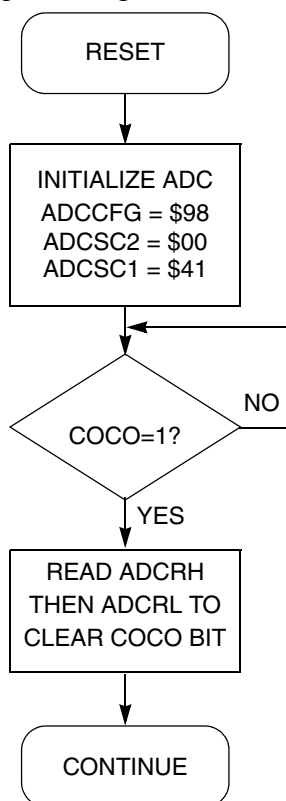 RESET
INITIALIZE ADC
ADCCFG = $98
ADCSC2 = $00
ADCSC1 = $41
COCO=1?
NO
YES
READ ADCRH
THEN ADCRL TO
CLEAR COCO BIT
CONTINUE